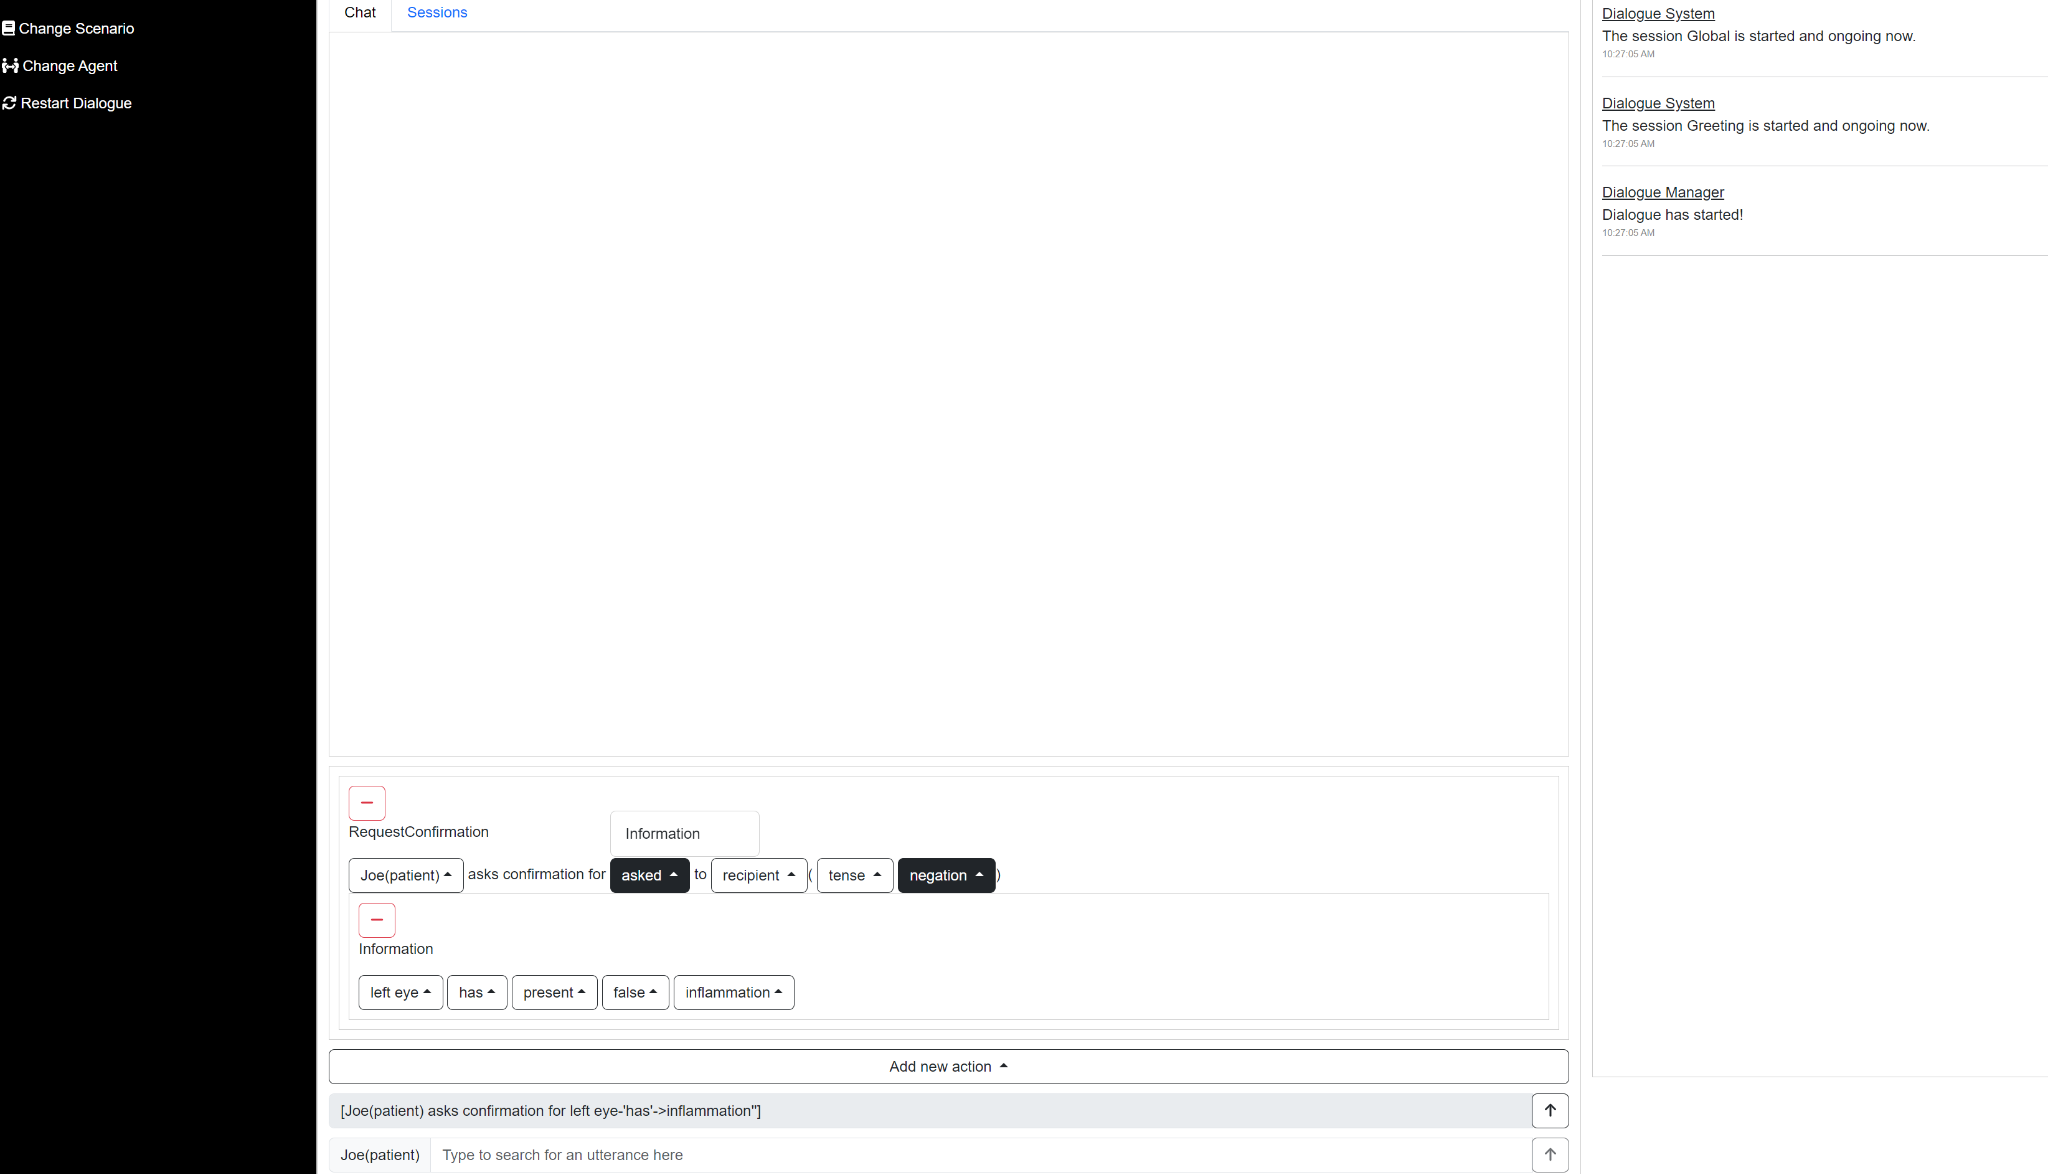 Change Scenario
Change Agent
Restart Dialogue
Chat Sessions
RequestConfirmation
Information
Joe(patient) asks confirmation for asked to recipient ( tense negation )
Information
left eye has present false inflammation
Add new action
[Joe(patient) asks confirmation for left eye-'has'->inflammation"]
Joe(patient) Type to search for an utterance here
Dialogue System
The session Global is started and ongoing now.
10:27:05 AM
Dialogue System
The session Greeting is started and ongoing now.
10:27:05 AM
Dialogue Manager
Dialogue has started!
10:27:05 AM